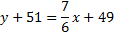 y + 51 = 7/6 x + 49